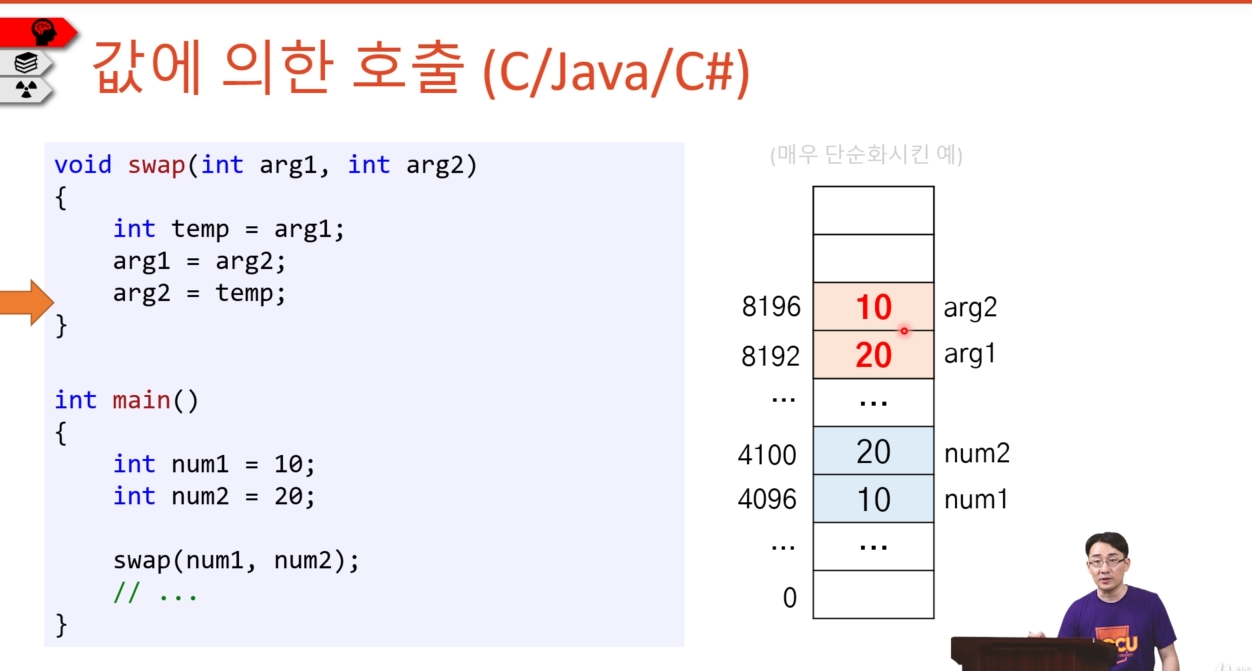 값에 의한 호출 (C/Java/C#)
void swap(int arg1, int arg2)
{
    int temp = arg1;
    arg1 = arg2;
    arg2 = temp;
}
int main()
{
    int num1 = 10;
    int num2 = 20;
    swap(num1, num2);
    // ...
}
(매우 단순화시킨 예)
8196 10 arg2
8192 20 arg1
... ...
4100 20 num2
4096 10 num1
... ...
0